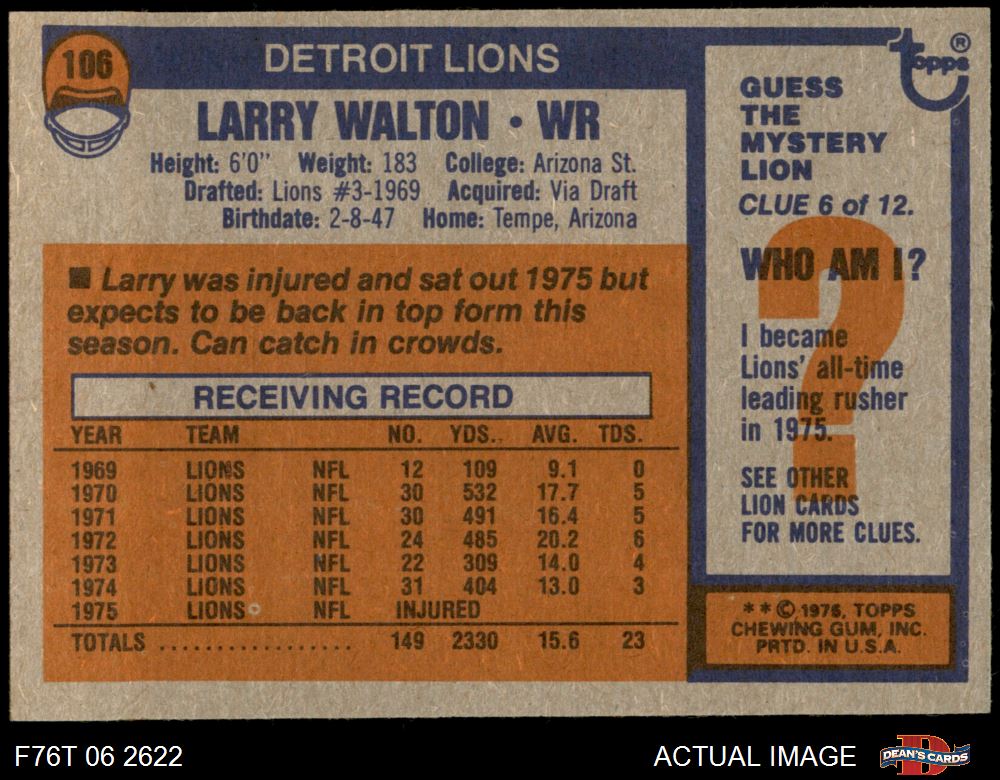 106
DETROIT LIONS
LARRY WALTON • WR
Height: 6'0" Weight: 183 College: Arizona St.
Drafted: Lions #3-1969 Acquired: Via Draft
Birthdate: 2-8-47 Home: Tempe, Arizona
■ Larry was injured and sat out 1975 but
expects to be back in top form this
season. Can catch in crowds.
RECEIVING RECORD
YEAR TEAM NO. YDS. AVG. TDS.
1969 LIONS NFL 12 109 9.1 0
1970 LIONS NFL 30 532 17.7 5
1971 LIONS NFL 30 491 16.4 5
1972 LIONS NFL 24 485 20.2 6
1973 LIONS NFL 22 309 14.0 4
1974 LIONS NFL 31 404 13.0 3
1975 LIONS NFL INJURED
TOTALS .................. 149 2330 15.6 23
topps ®
GUESS
THE
MYSTERY
LION
CLUE 6 of 12.
WHO AM I?
?
I became
Lions' all-time
leading rusher
in 1975.
SEE OTHER
LION CARDS
FOR MORE CLUES.
**© 1976, TOPPS
CHEWING GUM, INC.
PRTD. IN U.S.A.
F76T 06 2622
ACTUAL IMAGE
DEAN'S CARDS